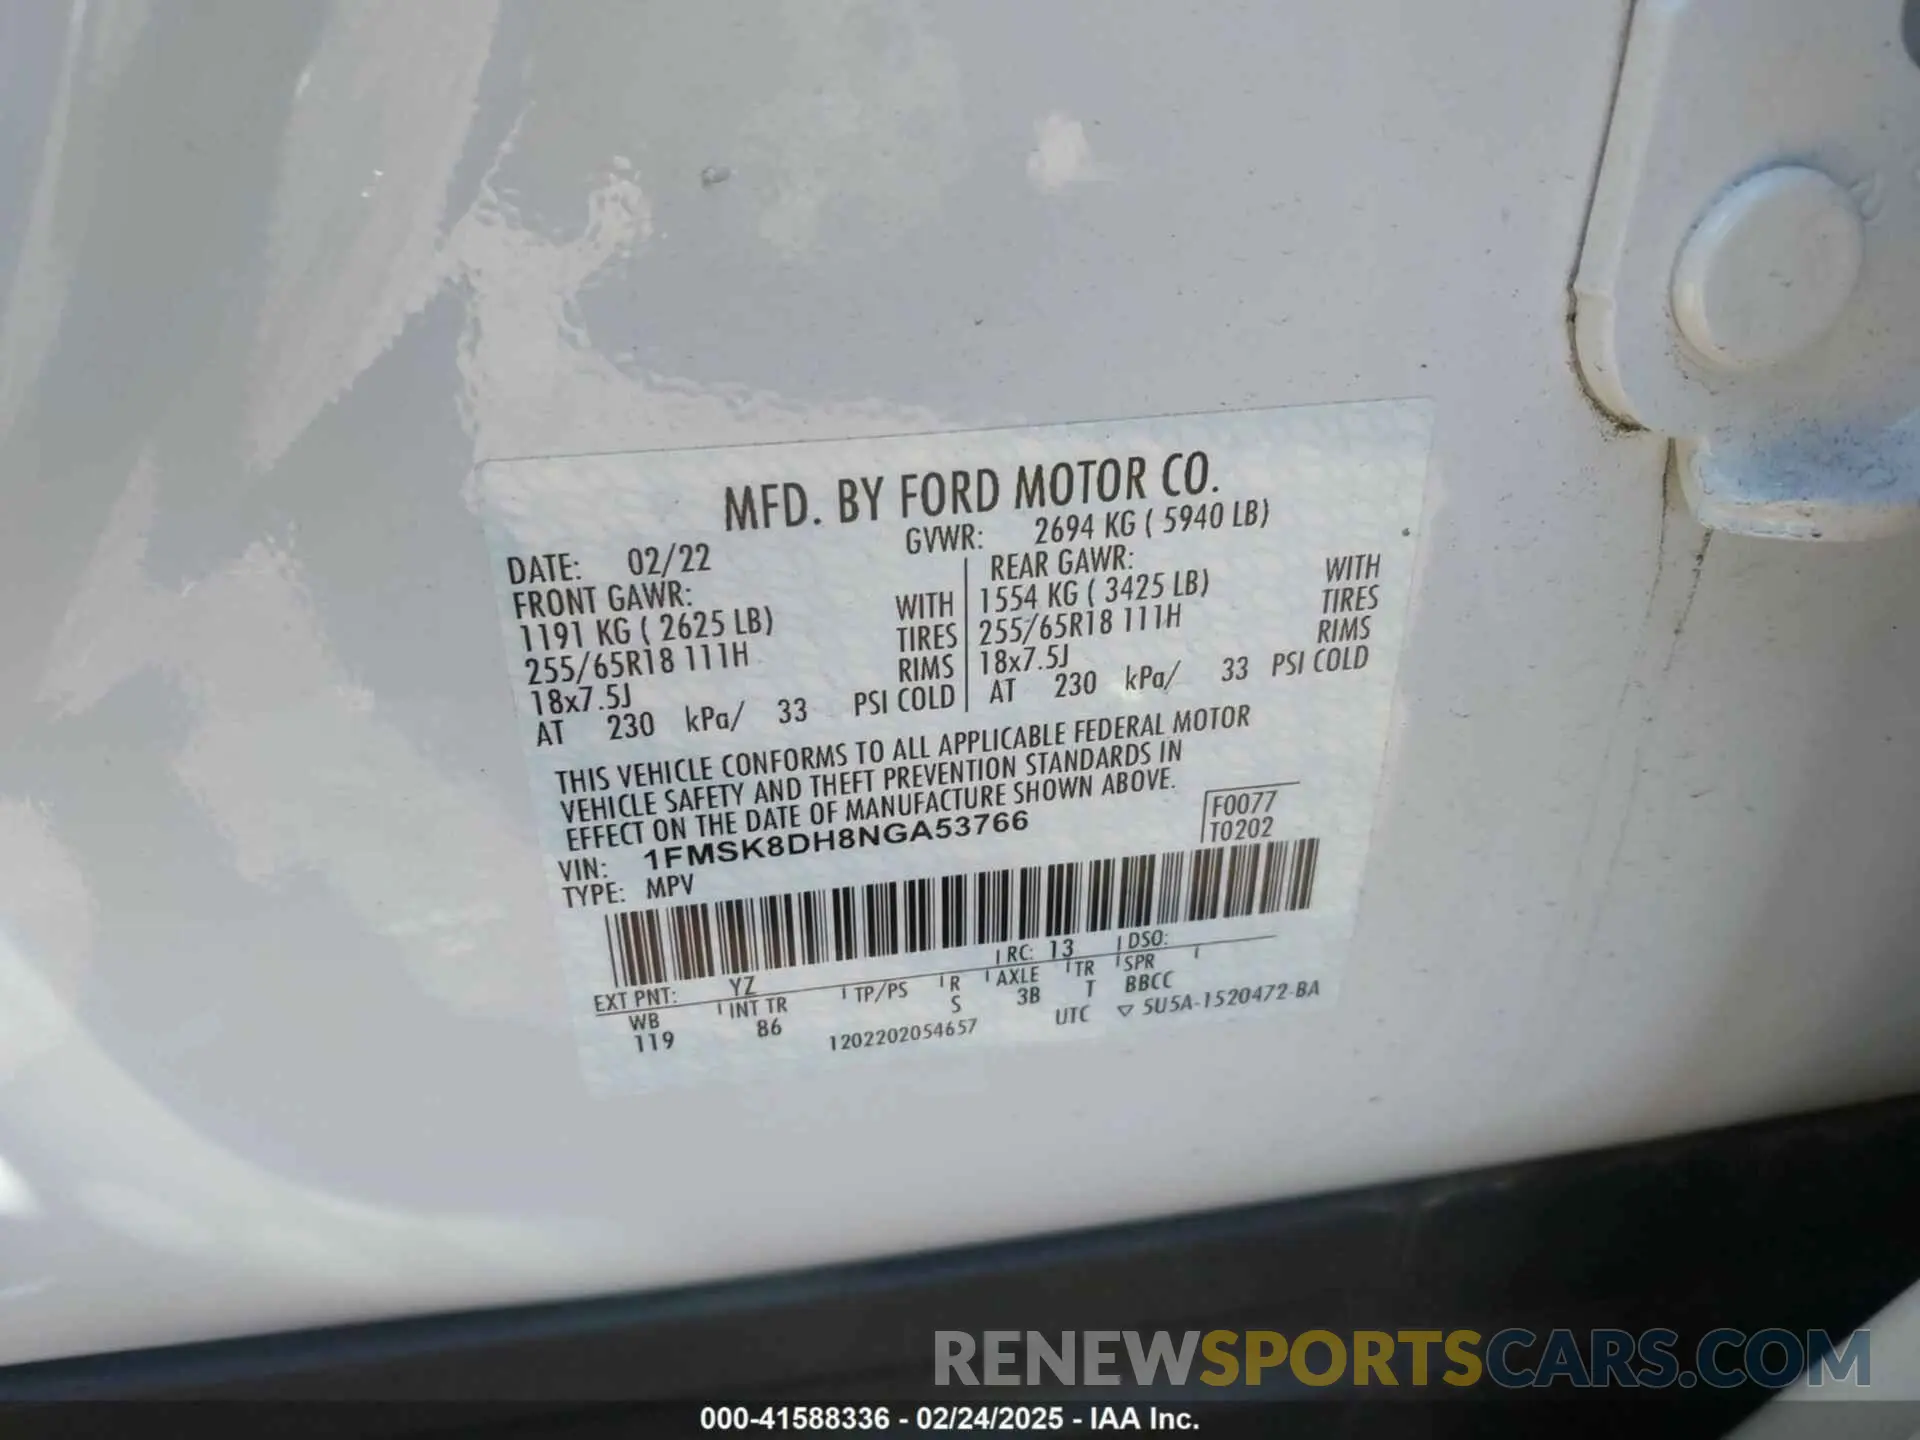 MFD. BY FORD MOTOR CO.
DATE: 02/22 GVWR: 2694 KG ( 5940 LB)
FRONT GAWR: REAR GAWR:
1191 KG ( 2625 LB) WITH 1554 KG ( 3425 LB) WITH
255/65R18 111H TIRES 255/65R18 111H TIRES
18x7.5J RIMS 18x7.5J RIMS
AT 230 kPa/ 33 PSI COLD AT 230 kPa/ 33 PSI COLD
THIS VEHICLE CONFORMS TO ALL APPLICABLE FEDERAL MOTOR
VEHICLE SAFETY AND THEFT PREVENTION STANDARDS IN
EFFECT ON THE DATE OF MANUFACTURE SHOWN ABOVE.
VIN: 1FMSK8DH8NGA53766 F0077
TYPE: MPV T0202
EXT PNT: YZ RC: 13 DSO:
WB INT TR TP/PS R AXLE TR SPR
119 86 S 3B T BBCC
1202202054657 UTC ▽ 5U5A-1520472-BA
RENEWSPORTSCARS.COM
000-41588336 - 02/24/2025 - IAA Inc.